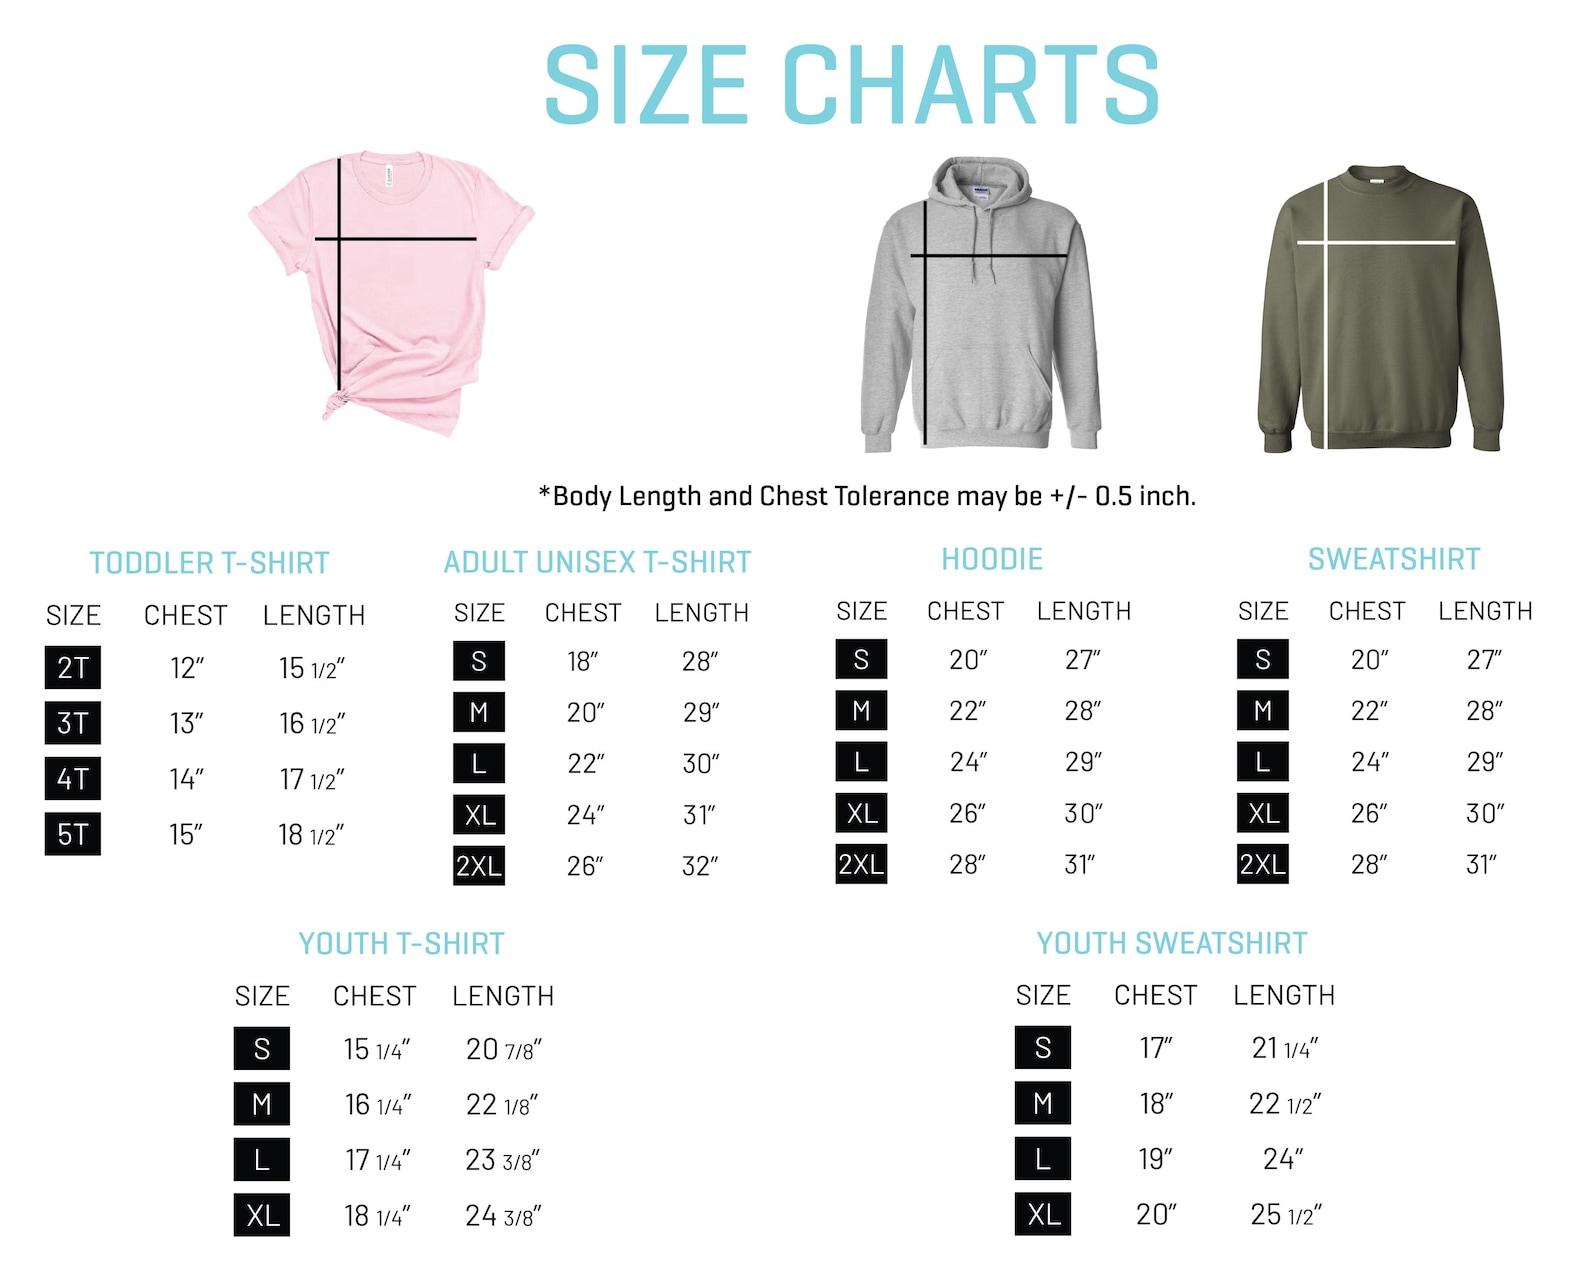 SIZE CHARTS
*Body Length and Chest Tolerance may be +/- 0.5 inch.
TODDLER T-SHIRT
SIZE CHEST LENGTH
2T 12” 15 1/2”
3T 13” 16 1/2”
4T 14” 17 1/2”
5T 15” 18 1/2”
ADULT UNISEX T-SHIRT
SIZE CHEST LENGTH
S 18” 28”
M 20” 29”
L 22” 30”
XL 24” 31”
2XL 26” 32”
HOODIE
SIZE CHEST LENGTH
S 20” 27”
M 22” 28”
L 24” 29”
XL 26” 30”
2XL 28” 31”
SWEATSHIRT
SIZE CHEST LENGTH
S 20” 27”
M 22” 28”
L 24” 29”
XL 26” 30”
2XL 28” 31”
YOUTH T-SHIRT
SIZE CHEST LENGTH
S 15 1/4” 20 7/8”
M 16 1/4” 22 1/8”
L 17 1/4” 23 3/8”
XL 18 1/4” 24 3/8”
YOUTH SWEATSHIRT
SIZE CHEST LENGTH
S 17” 21 1/4”
M 18” 22 1/2”
L 19” 24”
XL 20” 25 1/2”